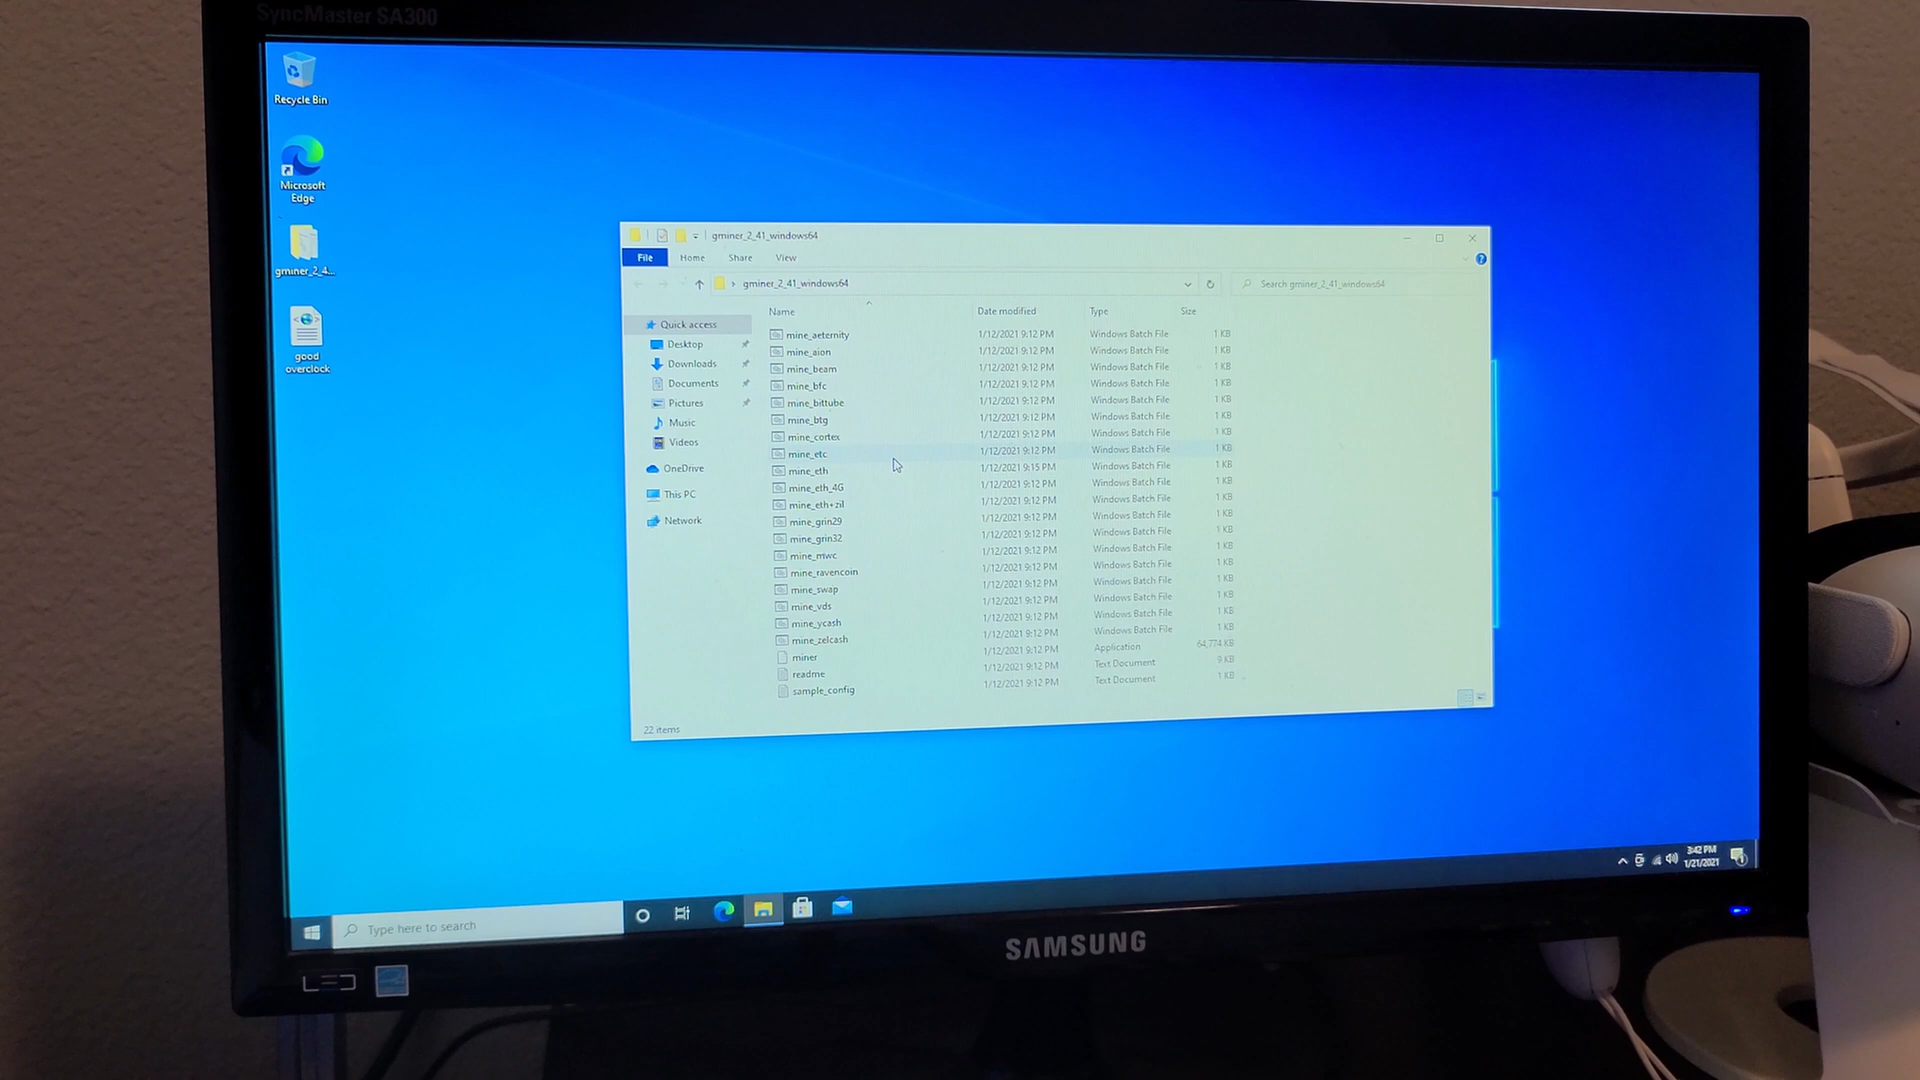 SyncMaster SA300
Recycle Bin
Microsoft
Edge
gminer_2_4...
good
overclock
gminer_2_41_windows64
File Home Share View
gminer_2_41_windows64
Search gminer_2_41_windows64
Quick access
Desktop
Downloads
Documents
Pictures
Music
Videos
OneDrive
This PC
Network
Name Date modified Type Size
mine_aeternity 1/12/2021 9:12 PM Windows Batch File 1 KB
mine_aion 1/12/2021 9:12 PM Windows Batch File 1 KB
mine_beam 1/12/2021 9:12 PM Windows Batch File 1 KB
mine_bfc 1/12/2021 9:12 PM Windows Batch File 1 KB
mine_bittube 1/12/2021 9:12 PM Windows Batch File 1 KB
mine_btg 1/12/2021 9:12 PM Windows Batch File 1 KB
mine_cortex 1/12/2021 9:12 PM Windows Batch File 1 KB
mine_etc 1/12/2021 9:12 PM Windows Batch File 1 KB
mine_eth 1/12/2021 9:15 PM Windows Batch File 1 KB
mine_eth_4G 1/12/2021 9:12 PM Windows Batch File 1 KB
mine_eth+zil 1/12/2021 9:12 PM Windows Batch File 1 KB
mine_grin29 1/12/2021 9:12 PM Windows Batch File 1 KB
mine_grin32 1/12/2021 9:12 PM Windows Batch File 1 KB
mine_mwc 1/12/2021 9:12 PM Windows Batch File 1 KB
mine_ravencoin 1/12/2021 9:12 PM Windows Batch File 1 KB
mine_swap 1/12/2021 9:12 PM Windows Batch File 1 KB
mine_vds 1/12/2021 9:12 PM Windows Batch File 1 KB
mine_ycash 1/12/2021 9:12 PM Windows Batch File 1 KB
mine_zelcash 1/12/2021 9:12 PM Windows Batch File 1 KB
miner 1/12/2021 9:12 PM Application 64,774 KB
readme 1/12/2021 9:12 PM Text Document 9 KB
sample_config 1/12/2021 9:12 PM Text Document 1 KB
22 items
Type here to search
3:42 PM
1/21/2021
SAMSUNG
LED